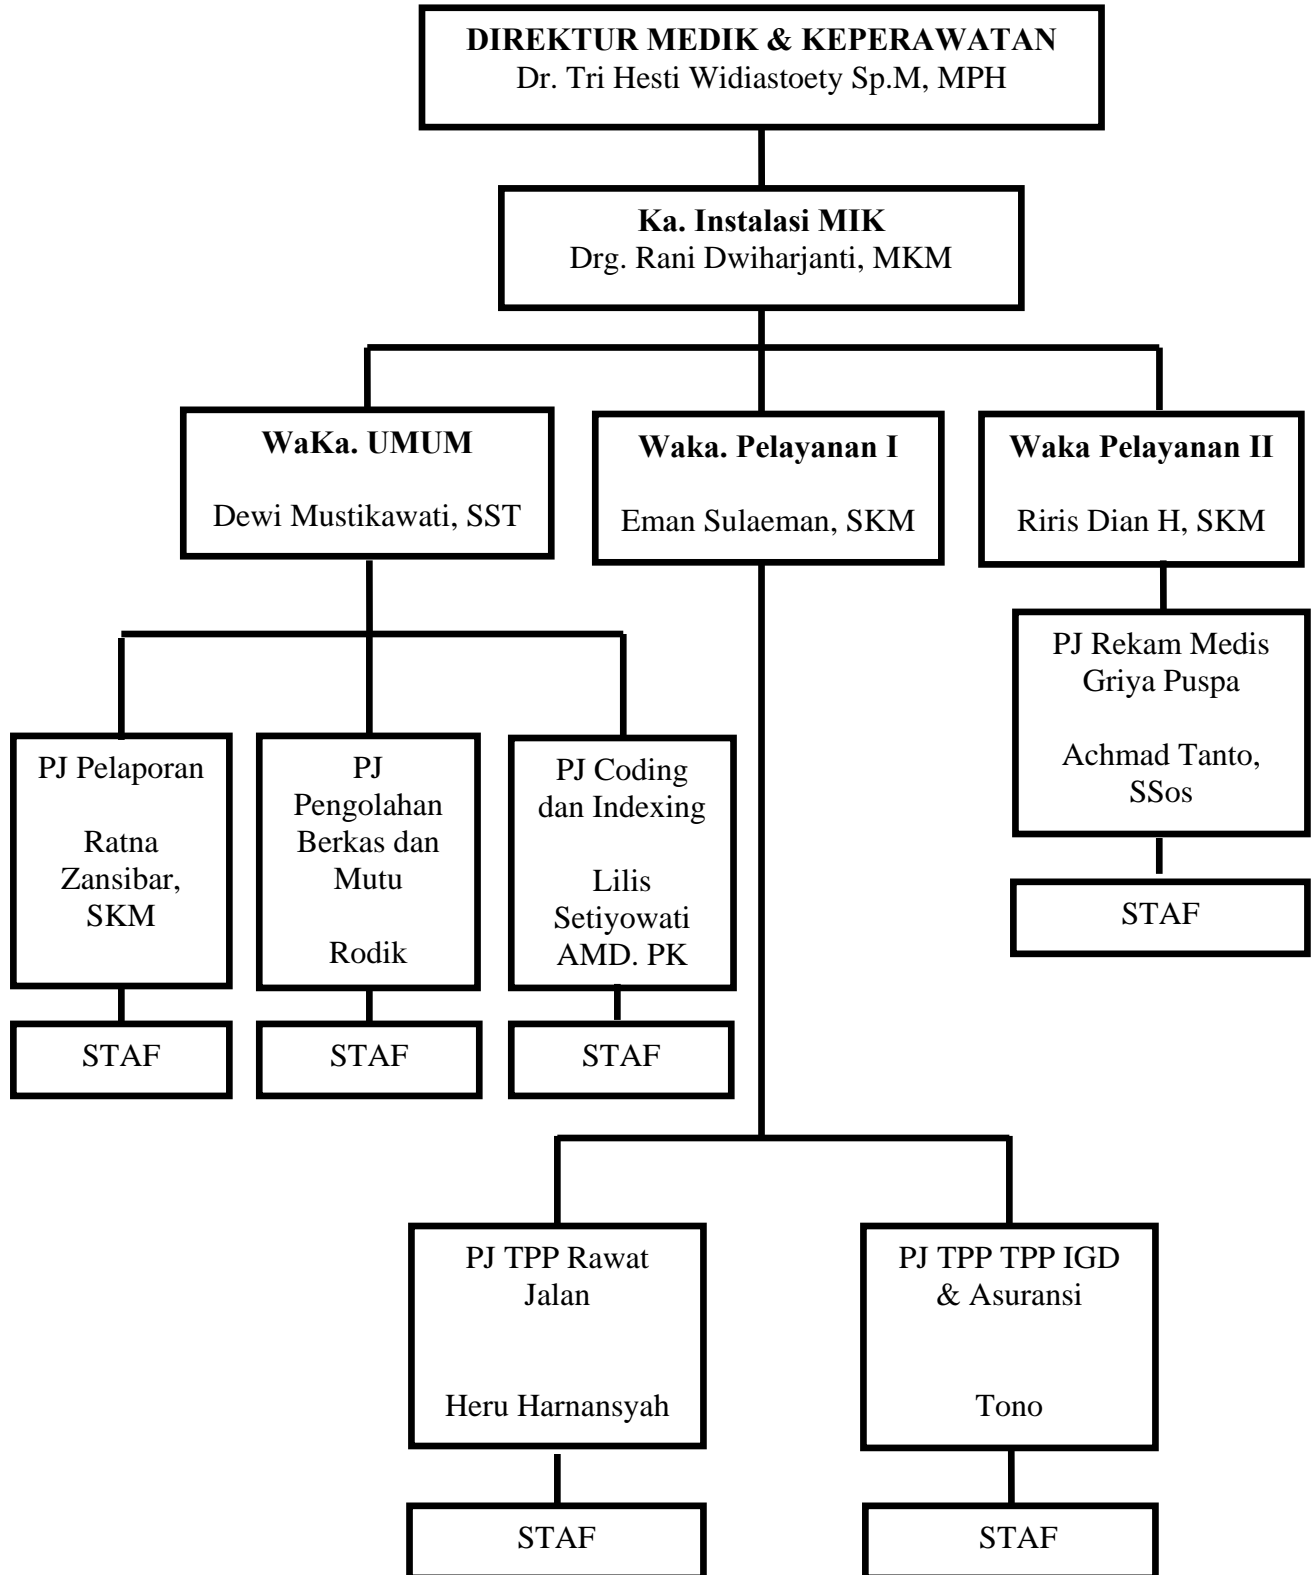 DIREKTUR MEDIK & KEPERAWATAN
Dr. Tri Hesti Widiastoety Sp.M, MPH
Ka. Instalasi MIK
Drg. Rani Dwiharjanti, MKM
WaKa. UMUM
Dewi Mustikawati, SST
Waka. Pelayanan I
Eman Sulaeman, SKM
Waka Pelayanan II
Riris Dian H, SKM
PJ Rekam Medis
Griya Puspa
Achmad Tanto,
SSos
STAF
PJ Pelaporan
Ratna
Zansibar,
SKM
STAF
PJ
Pengolahan
Berkas dan
Mutu
Rodik
STAF
PJ Coding
dan Indexing
Lilis
Setiyowati
AMD. PK
STAF
PJ TPP Rawat
Jalan
Heru Harnansyah
STAF
PJ TPP TPP IGD
& Asuransi
Tono
STAF